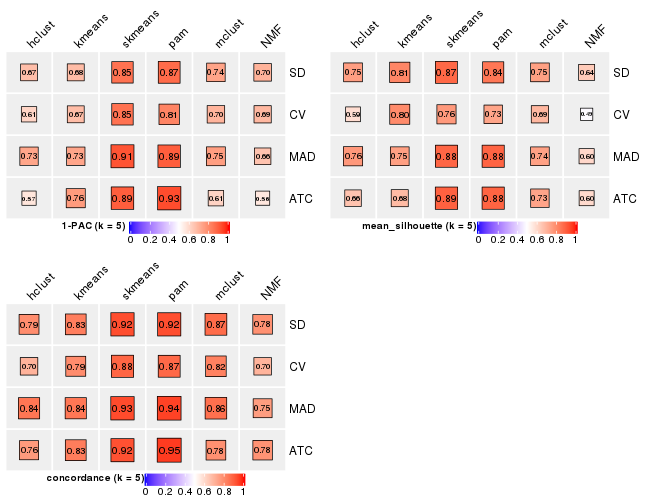 hclust kmeans skmeans pam mclust NMF
0.67 0.68 0.85 0.87 0.74 0.70 SD
0.61 0.67 0.85 0.81 0.70 0.69 CV
0.73 0.73 0.91 0.89 0.75 0.66 MAD
0.57 0.76 0.89 0.93 0.61 0.56 ATC
1-PAC (k = 5)
0 0.2 0.4 0.6 0.8 1
hclust kmeans skmeans pam mclust NMF
0.75 0.81 0.87 0.84 0.75 0.64 SD
0.59 0.80 0.76 0.73 0.69 0.49 CV
0.76 0.75 0.88 0.88 0.74 0.60 MAD
0.66 0.68 0.89 0.88 0.73 0.60 ATC
mean_silhouette (k = 5)
0 0.2 0.4 0.6 0.8 1
hclust kmeans skmeans pam mclust NMF
0.79 0.83 0.92 0.92 0.87 0.78 SD
0.70 0.79 0.88 0.87 0.82 0.70 CV
0.84 0.84 0.93 0.94 0.86 0.75 MAD
0.76 0.83 0.92 0.95 0.78 0.78 ATC
concordance (k = 5)
0 0.2 0.4 0.6 0.8 1